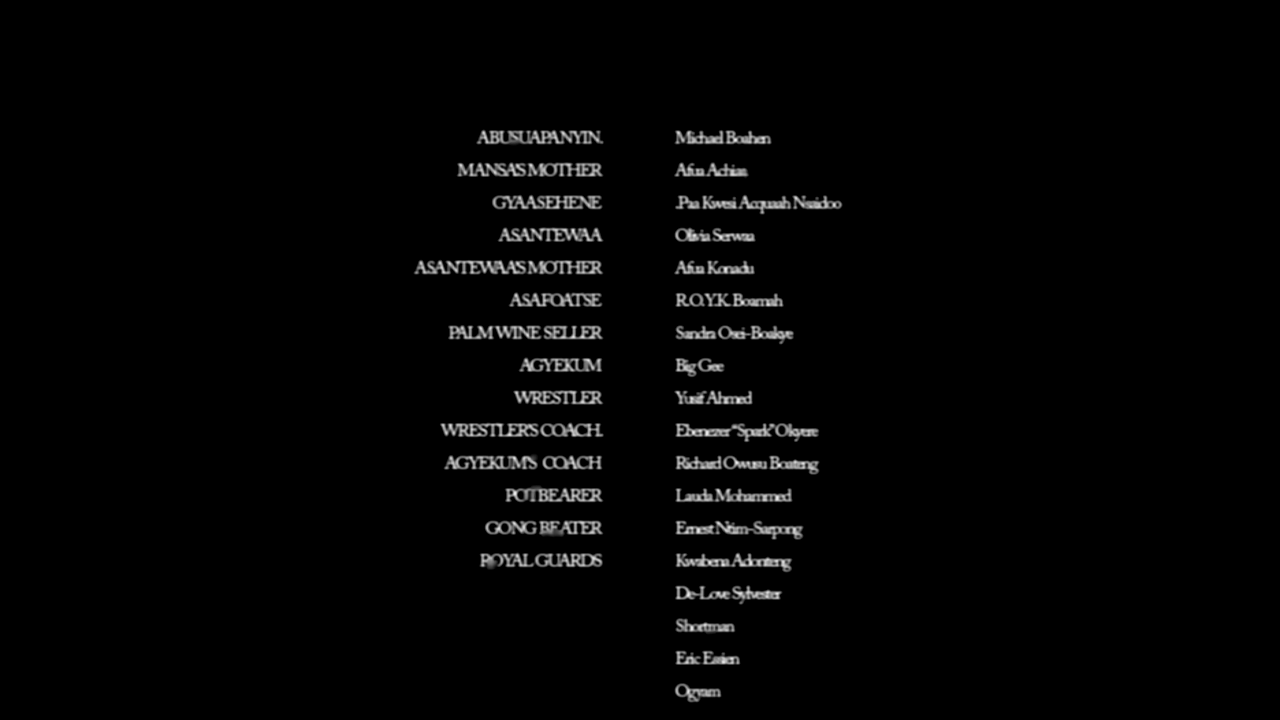 ABUSUAPANYIN. Michael Boahen
MANSA'S MOTHER Afua Achiaa
GYAASEHENE .Paa Kwesi Acquaah Nsaidoo
ASANTEWAA Olivia Serwaa
ASANTEWAA'S MOTHER Afua Konadu
ASAFOATSE R.O.Y.K. Boamah
PALM WINE SELLER Sandra Osei-Boakye
AGYEKUM Big Gee
WRESTLER Yusif Ahmed
WRESTLER'S COACH. Ebenezer "Spark" Okyere
AGYEKUM'S COACH Richard Owusu Boateng
POTBEARER Lauda Mohammed
GONG BEATER Ernest Ntim-Sarpong
ROYAL GUARDS Kwabena Adonteng
De-Love Sylvester
Shortman
Eric Essien
Ogyam